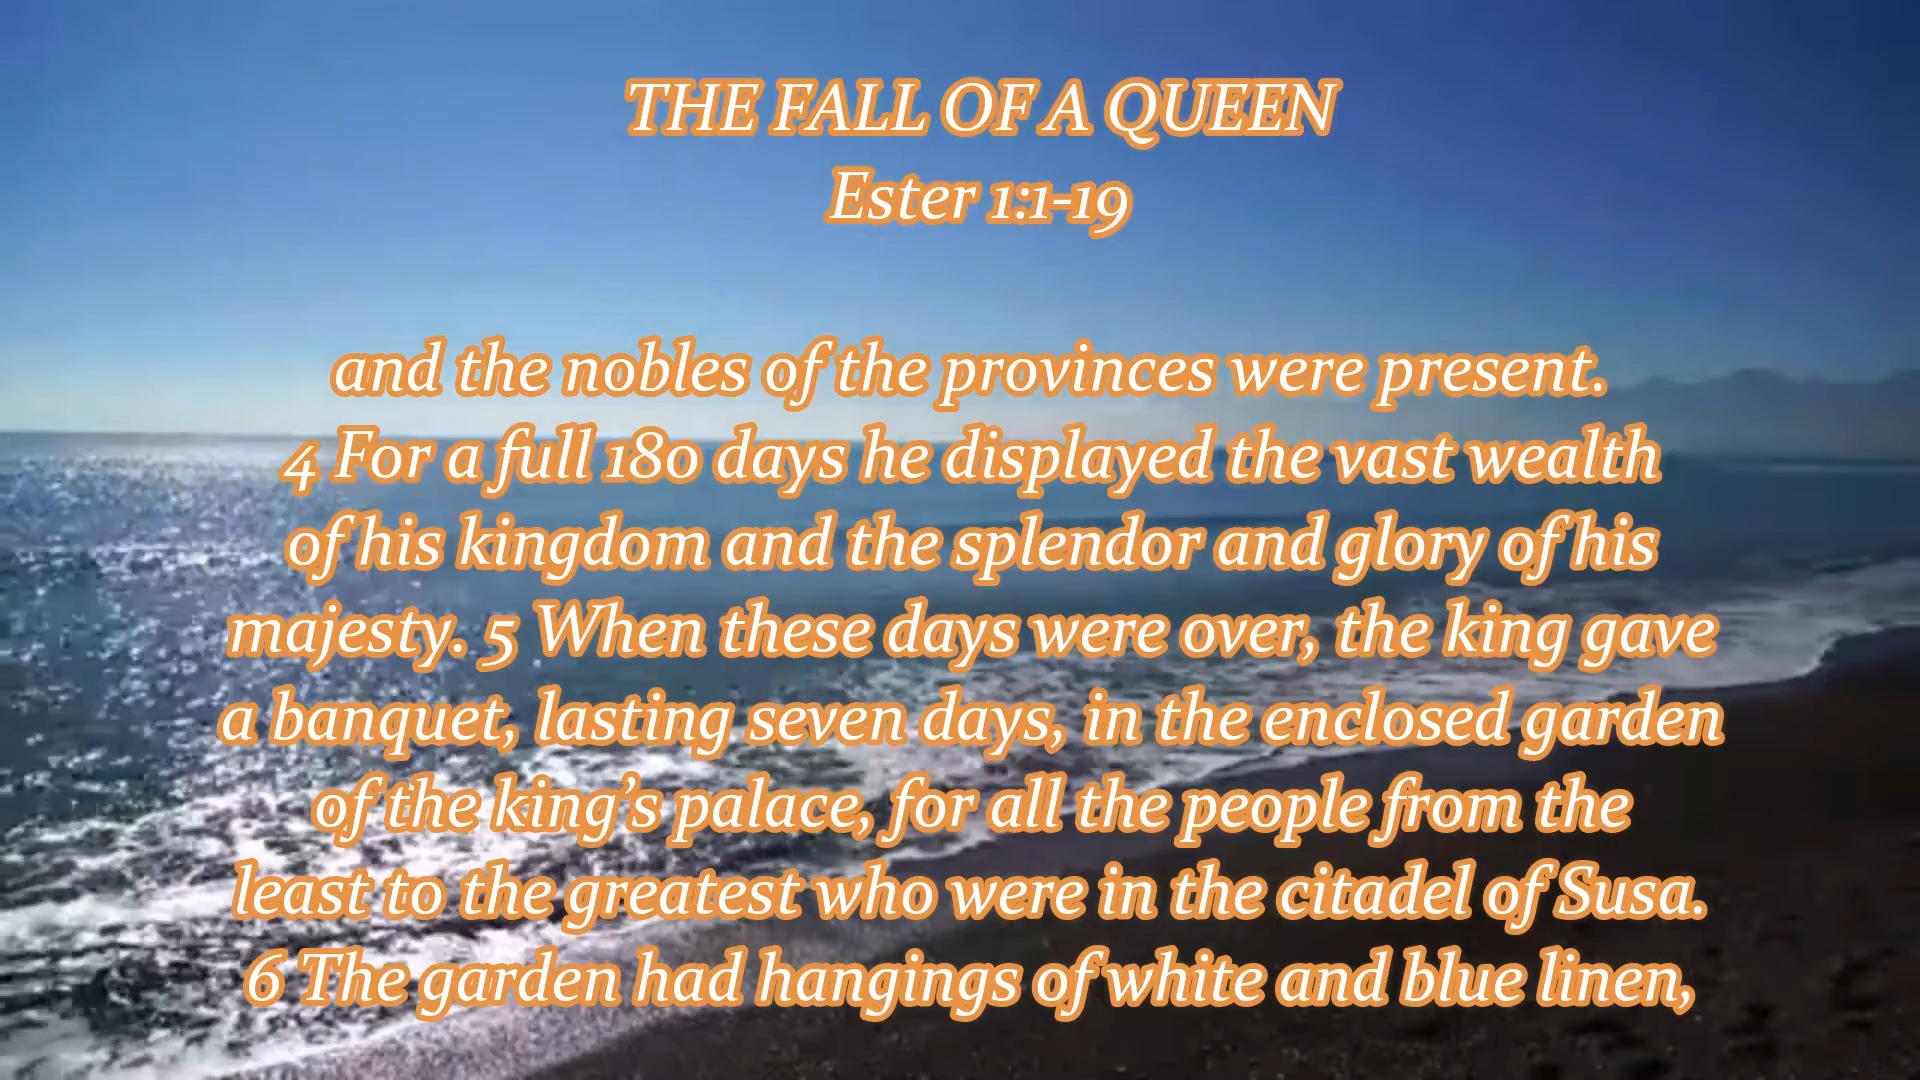 THE FALL OF A QUEEN
Ester 1:1-19
and the nobles of the provinces were present.
4 For a full 180 days he displayed the vast wealth
of his kingdom and the splendor and glory of his
majesty. 5 When these days were over, the king gave
a banquet, lasting seven days, in the enclosed garden
of the king’s palace, for all the people from the
least to the greatest who were in the citadel of Susa.
6 The garden had hangings of white and blue linen,